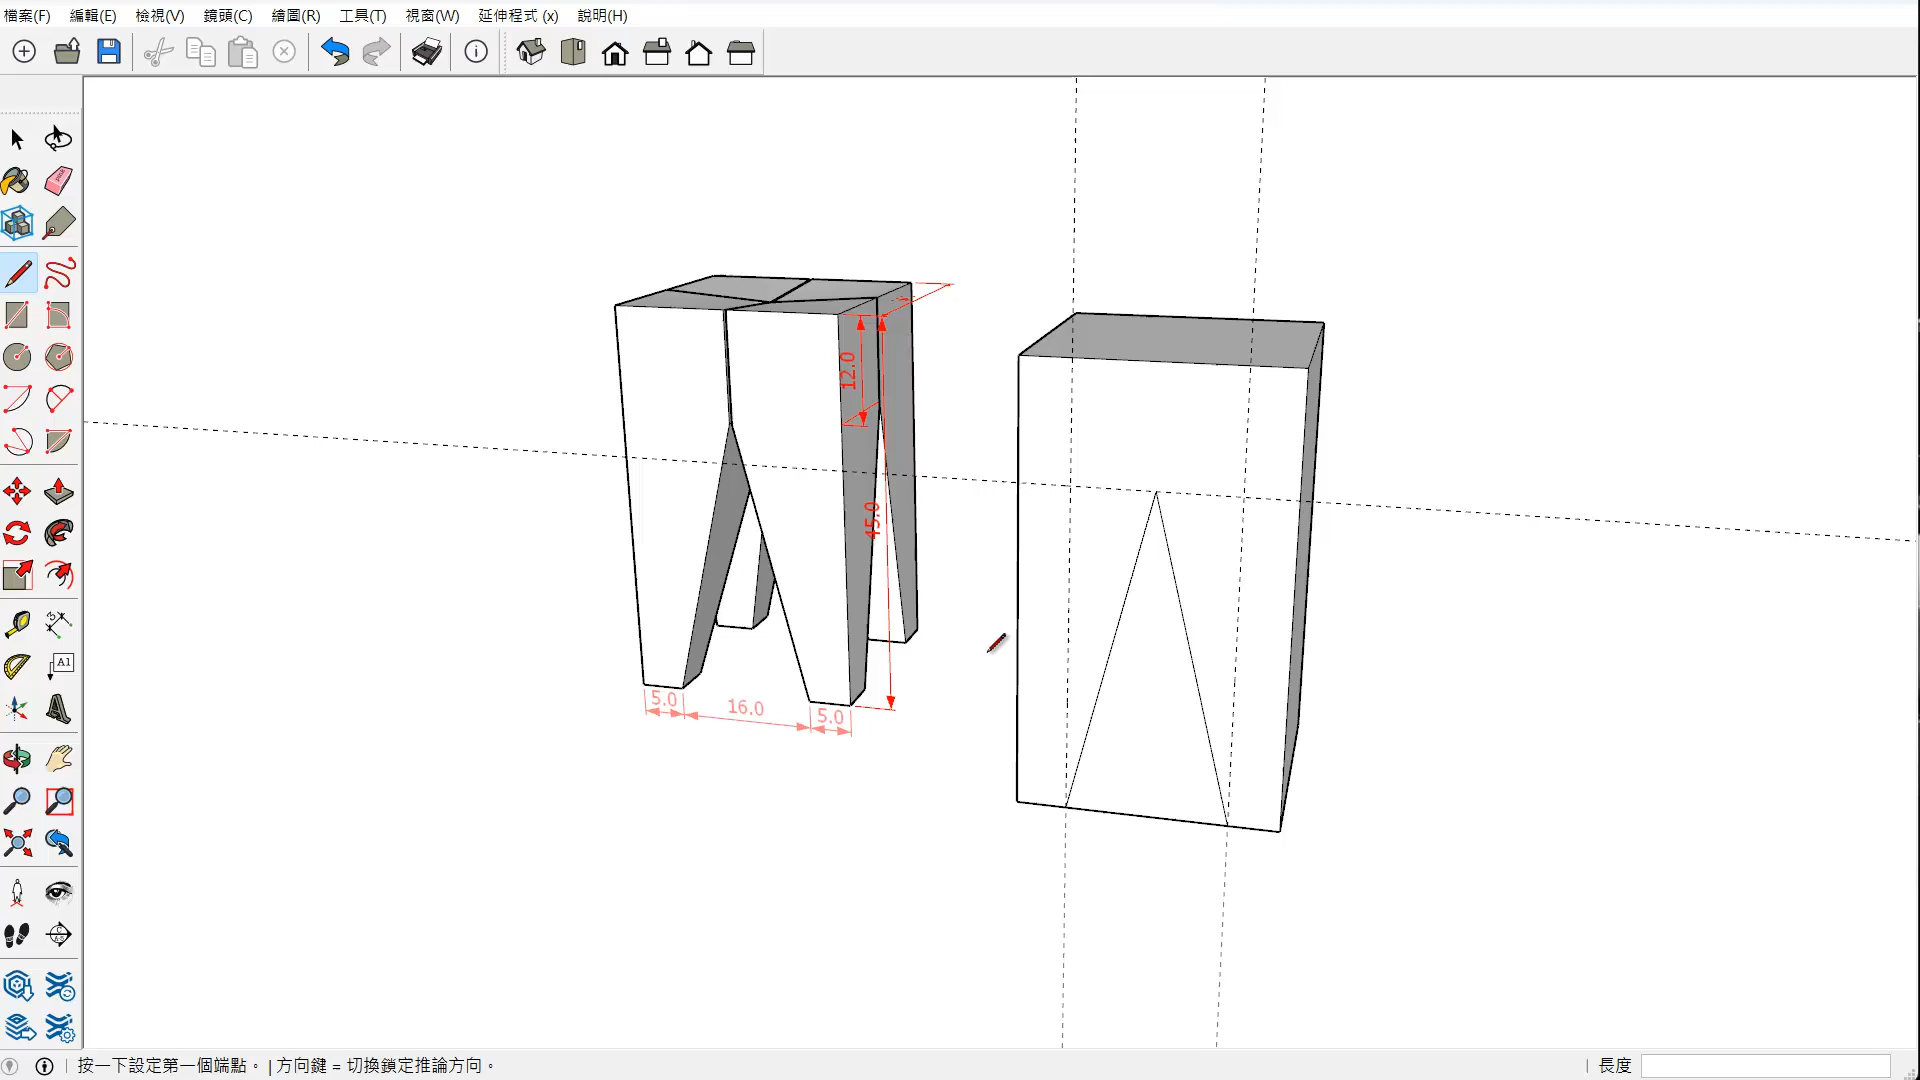 檔案(F) 編輯(E) 檢視(V) 鏡頭(C) 繪圖(R) 工具(T) 視窗(W) 延伸程式 (x) 說明(H)
12.0
45.0
5.0
16.0
5.0
A1
按一下設定第一個端點。 | 方向鍵 = 切換鎖定推論方向。
長度